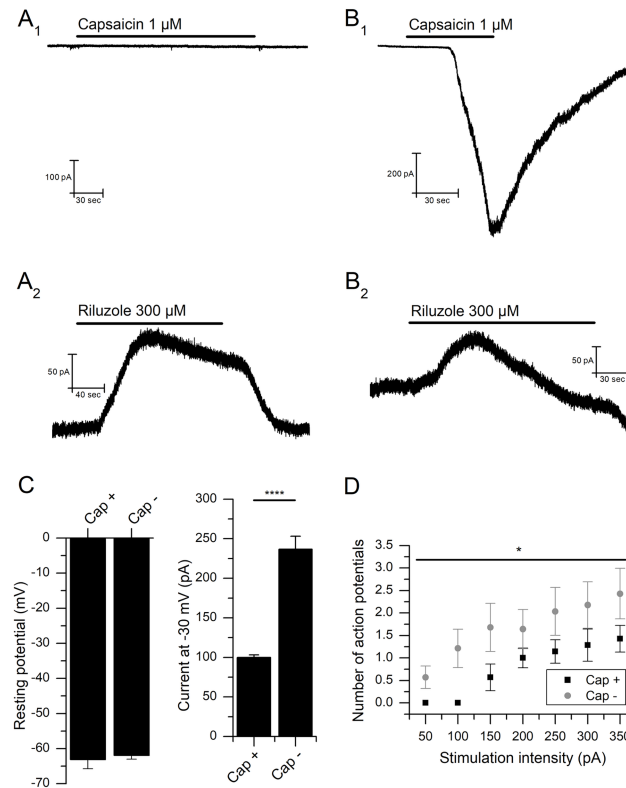 A1
Capsaicin 1 µM
100 pA
30 sec
B1
Capsaicin 1 µM
200 pA
30 sec
A2
Riluzole 300 µM
50 pA
40 sec
B2
Riluzole 300 µM
50 pA
30 sec
C
Cap +
Cap -
0
-10
-20
-30
-40
-50
-60
-70
Resting potential (mV)
300
250
200
150
100
50
0
Current at -30 mV (pA)
****
Cap +
Cap -
D
3.5
3.0
2.5
2.0
1.5
1.0
0.5
0.0
Number of action potentials
*
Cap +
Cap -
50 100 150 200 250 300 350
Stimulation intensity (pA)